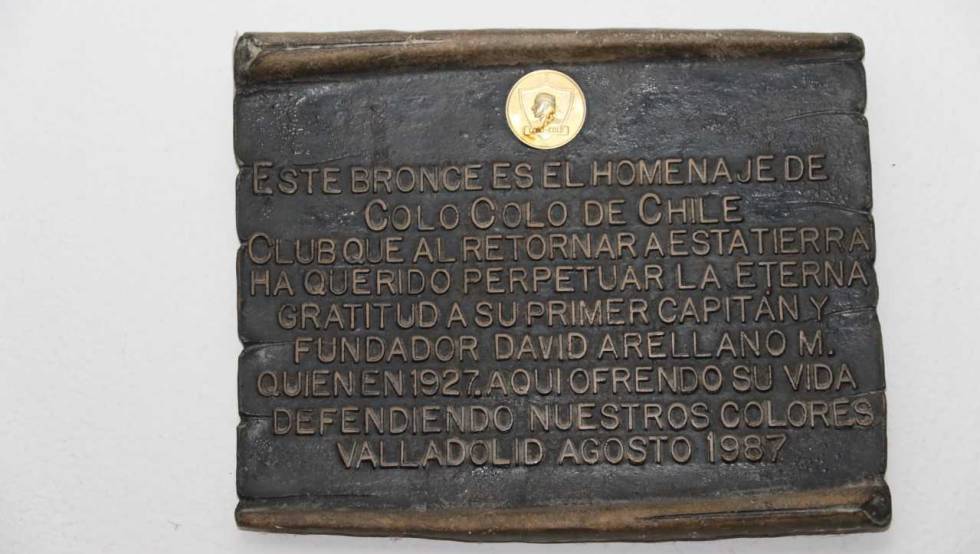 COLO-COLO
ESTE BRONCE ES EL HOMENAJE DE
COLO COLO DE CHILE
CLUB QUE AL RETORNAR A ESTA TIERRA
HA QUERIDO PERPETUAR LA ETERNA
GRATITUD A SU PRIMER CAPITÁN Y
FUNDADOR DAVID ARELLANO M.
QUIEN EN 1927. AQUI OFRENDO SU VIDA
DEFENDIENDO NUESTROS COLORES
VALLADOLID AGOSTO 1987